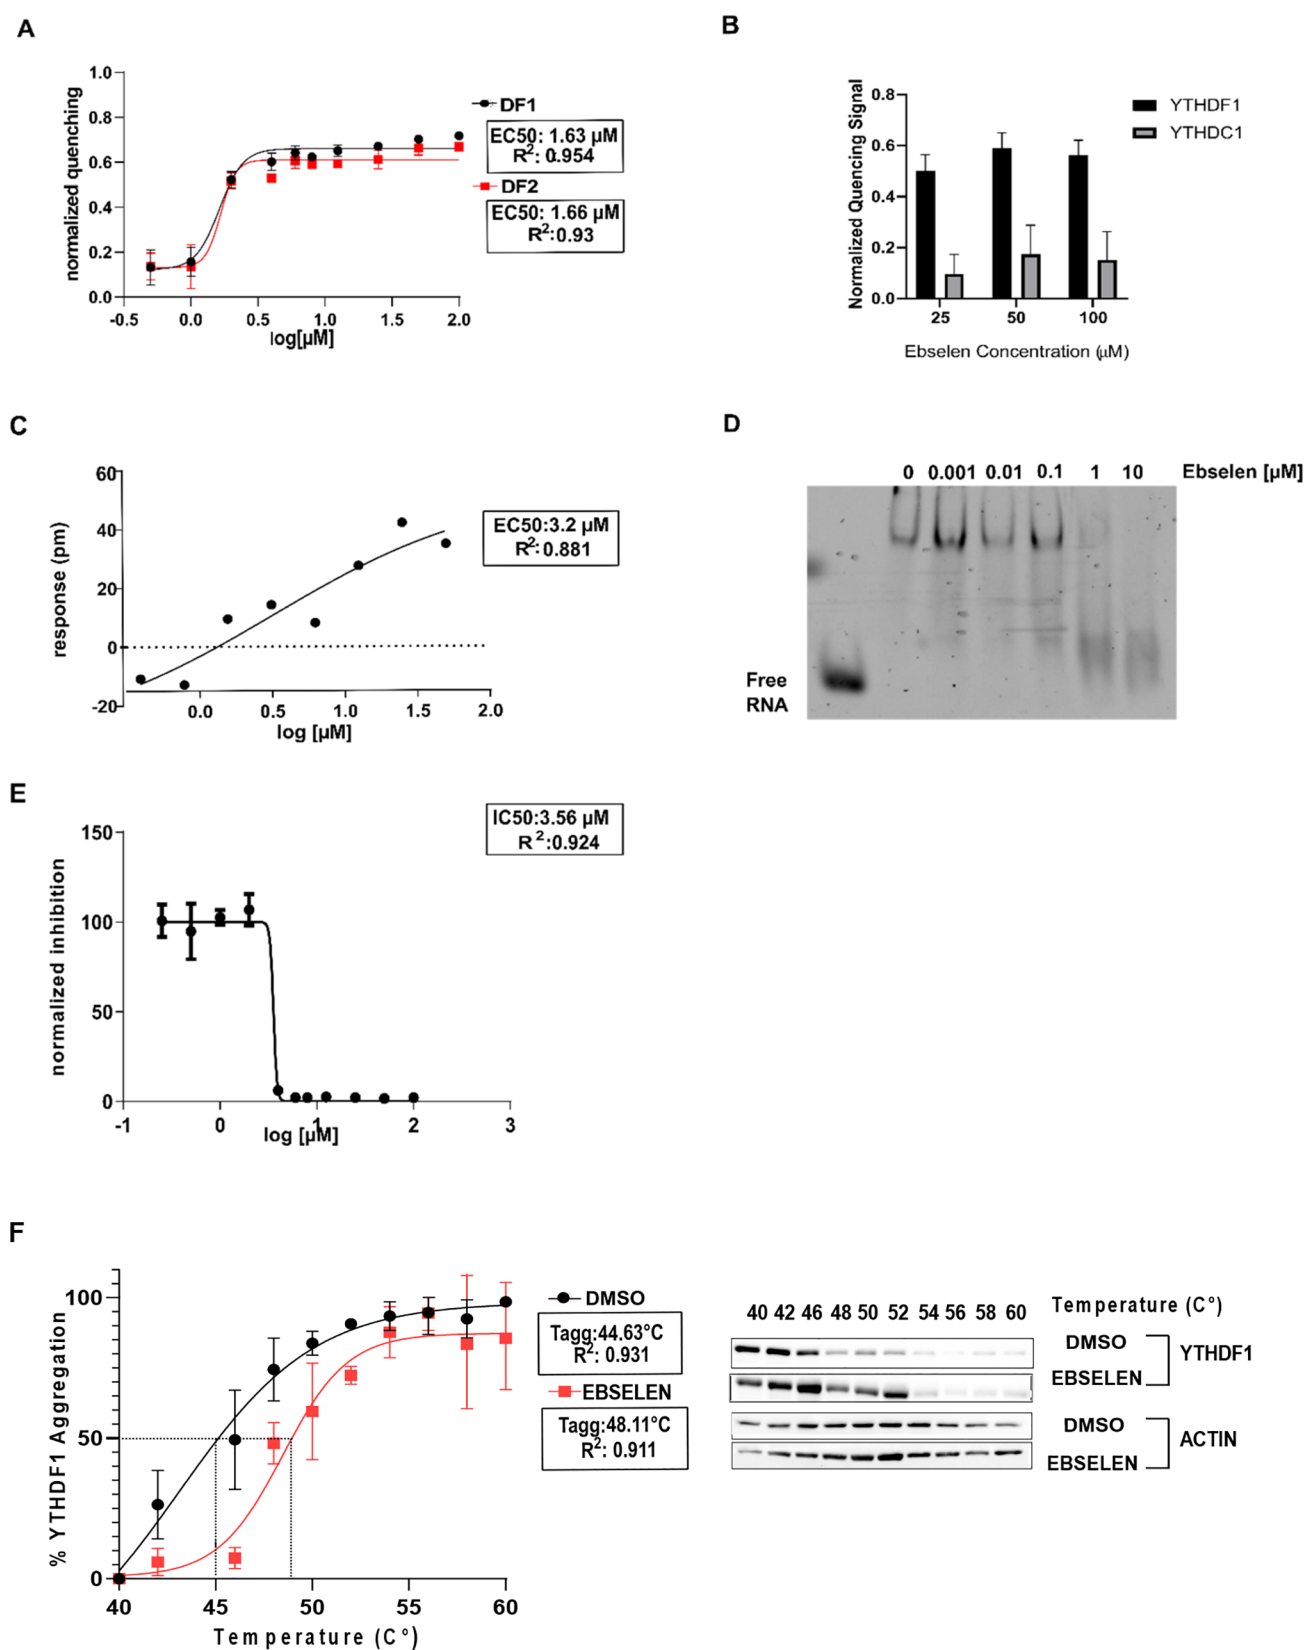 A
normalized quenching
1.0
0.8
0.6
0.4
0.2
0.0
-0.5 0.0 0.5 1.0 1.5 2.0
log[µM]
DF1
EC50: 1.63 µM
R²: 0.954
DF2
EC50: 1.66 µM
R²:0.93
B
Normalized Quencing Signal
0.8
0.6
0.4
0.2
0.0
25 50 100
Ebselen Concentration (µM)
YTHDF1
YTHDC1
C
response (pm)
60
40
20
0
-20
0.0 0.5 1.0 1.5 2.0
log [µM]
EC50:3.2 µM
R²:0.881
D
0 0.001 0.01 0.1 1 10 Ebselen [µM]
Free
RNA
E
normalized inhibition
150
100
50
0
-1 0 1 2 3
log [µM]
IC50:3.56 µM
R²:0.924
F
% YTHDF1 Aggregation
100
50
0
40 45 50 55 60
Temperature (C°)
DMSO
Tagg:44.63°C
R²: 0.931
EBSELEN
Tagg:48.11°C
R²: 0.911
40 42 46 48 50 52 54 56 58 60 Temperature (C°)
DMSO
EBSELEN
YTHDF1
DMSO
EBSELEN
ACTIN